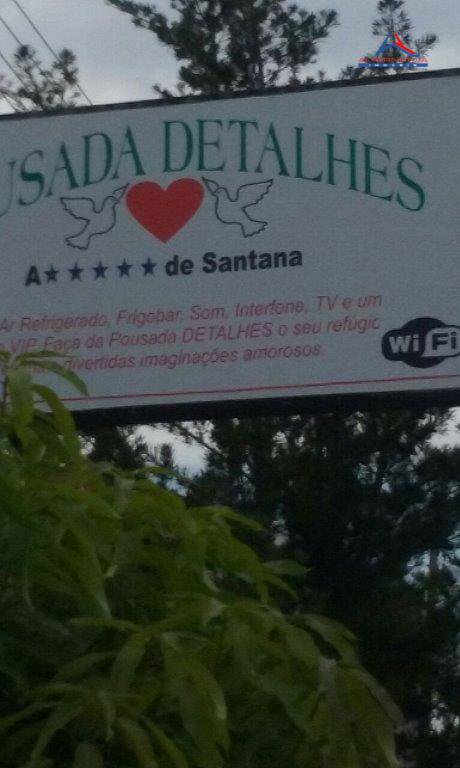 USADA DETALHES
A★★★★★ de Santana
Ar Refrigerado, Frigobar, Som, Interfone, TV e um
VIP. Faça da Pousada DETALHES o seu refúgio
divertidas imaginações amorosos.
Wi Fi